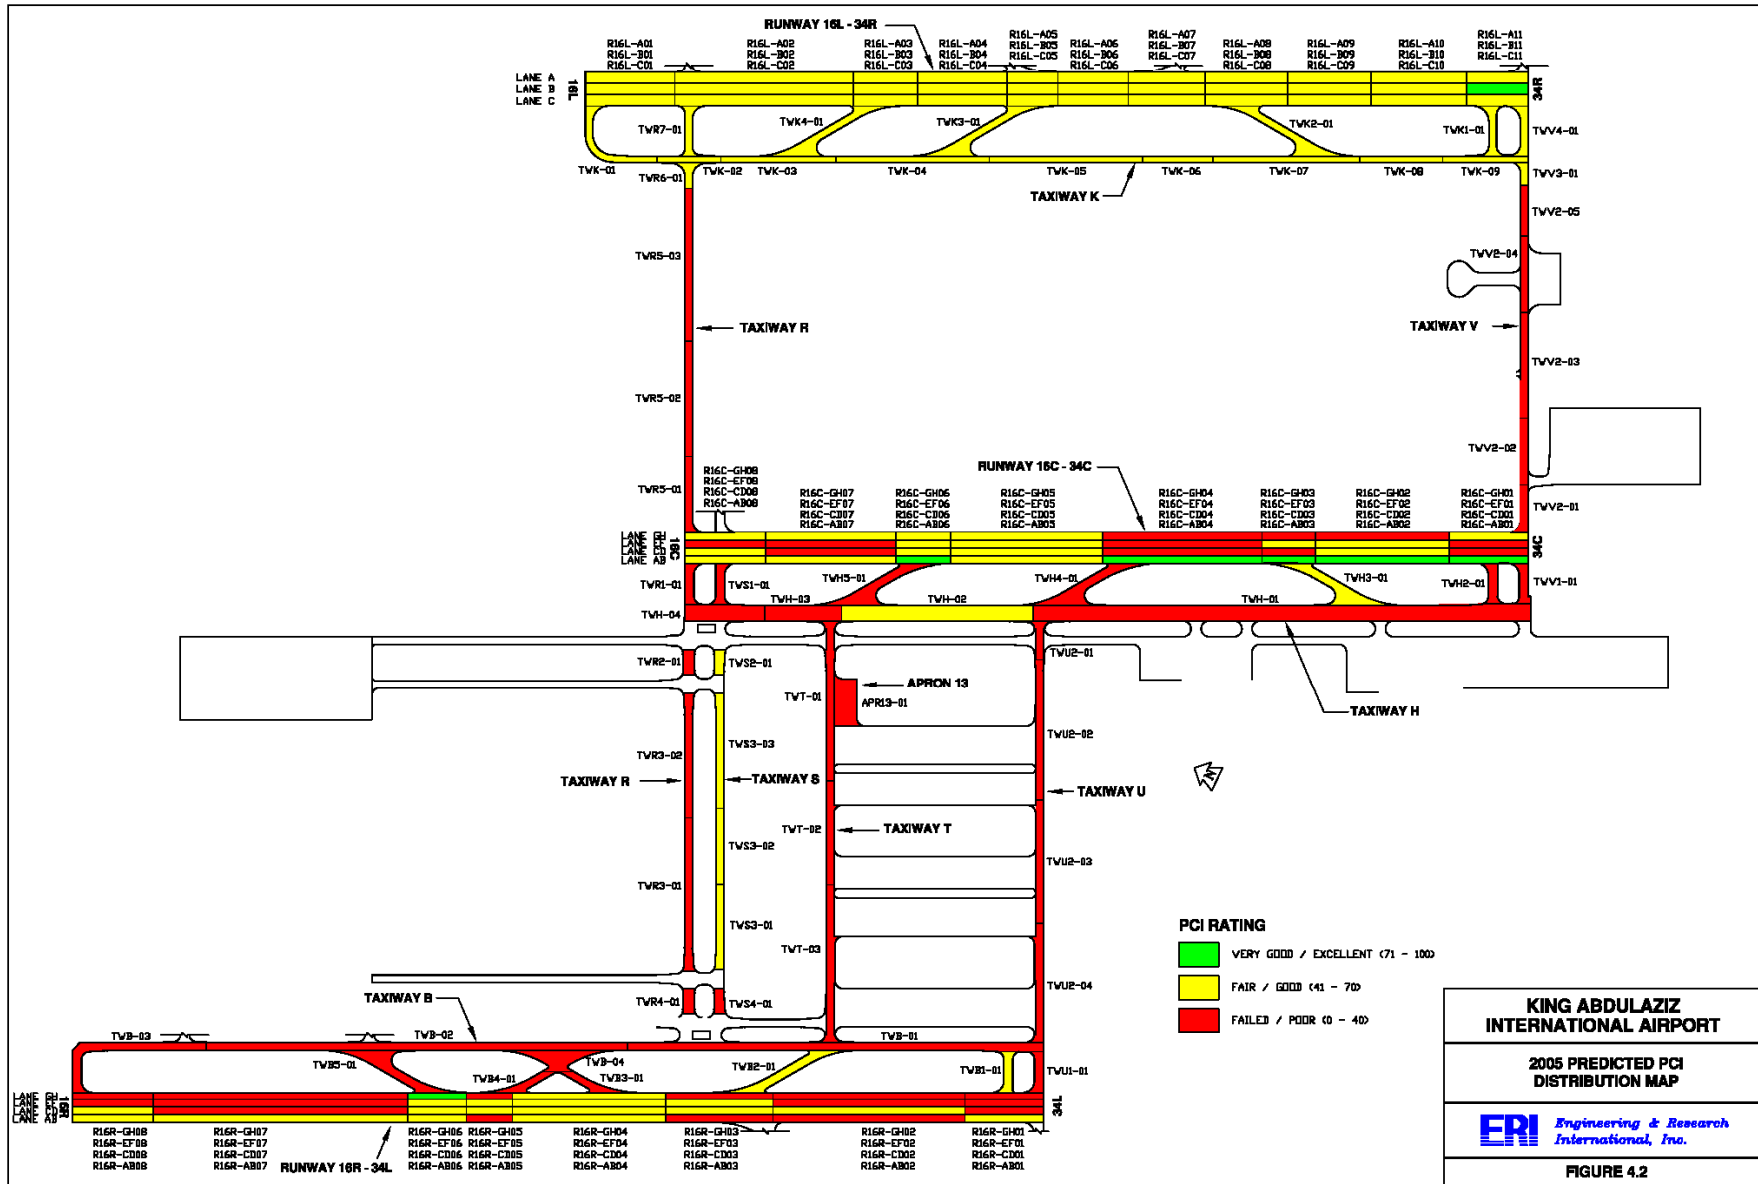 RUNWAY 16L - 34R
R16L-A01
R16L-B01
R16L-C01
R16L-A02
R16L-B02
R16L-C02
R16L-A03
R16L-B03
R16L-C03
R16L-A04
R16L-B04
R16L-C04
R16L-A05
R16L-B05
R16L-C05
R16L-A06
R16L-B06
R16L-C06
R16L-A07
R16L-B07
R16L-C07
R16L-A08
R16L-B08
R16L-C08
R16L-A09
R16L-B09
R16L-C09
R16L-A10
R16L-B10
R16L-C10
R16L-A11
R16L-B11
R16L-C11
LANE A
LANE B
LANE C
16L
34R
TWR7-01
TWK4-01
TWK3-01
TWK2-01
TWK1-01
TWV4-01
TWK-01
TWR6-01
TWK-02
TWK-03
TWK-04
TWK-05
TWK-06
TWK-07
TWK-08
TWK-09
TWV3-01
TAXIWAY K
TWV2-05
TWR5-03
TWV2-04
TAXIWAY R
TAXIWAY V
TWV2-03
TWR5-02
TWV2-02
RUNWAY 16C - 34C
TWR5-01
TWV2-01
R16C-GH08
R16C-EF08
R16C-CD08
R16C-AB08
R16C-GH07
R16C-EF07
R16C-CD07
R16C-AB07
R16C-GH06
R16C-EF06
R16C-CD06
R16C-AB06
R16C-GH05
R16C-EF05
R16C-CD05
R16C-AB05
R16C-GH04
R16C-EF04
R16C-CD04
R16C-AB04
R16C-GH03
R16C-EF03
R16C-CD03
R16C-AB03
R16C-GH02
R16C-EF02
R16C-CD02
R16C-AB02
R16C-GH01
R16C-EF01
R16C-CD01
R16C-AB01
LANE GH
LANE EF
LANE CD
LANE AB
16C
34C
TWR1-01
TWS1-01
TWH5-01
TWH4-01
TWH3-01
TWH2-01
TWV1-01
TWH-04
TWH-03
TWH-02
TWH-01
TWR2-01
TWS2-01
TWU2-01
TWT-01
APRON 13
APR13-01
TAXIWAY H
TWR3-02
TWS3-03
TWU2-02
TAXIWAY R
TAXIWAY S
TAXIWAY U
N
TWT-02
TAXIWAY T
TWS3-02
TWU2-03
TWR3-01
TWS3-01
TWT-03
TWU2-04
TAXIWAY B
TWR4-01
TWS4-01
TWB-03
TWB-02
TWB-01
TWB5-01
TWB4-01
TWB-04
TWB3-01
TWB2-01
TWB1-01
TWU1-01
LANE GH
LANE EF
LANE CD
LANE AB
16R
34L
R16R-GH08
R16R-EF08
R16R-CD08
R16R-AB08
R16R-GH07
R16R-EF07
R16R-CD07
R16R-AB07
R16R-GH06
R16R-EF06
R16R-CD06
R16R-AB06
R16R-GH05
R16R-EF05
R16R-CD05
R16R-AB05
R16R-GH04
R16R-EF04
R16R-CD04
R16R-AB04
R16R-GH03
R16R-EF03
R16R-CD03
R16R-AB03
R16R-GH02
R16R-EF02
R16R-CD02
R16R-AB02
R16R-GH01
R16R-EF01
R16R-CD01
R16R-AB01
RUNWAY 16R - 34L
PCI RATING
VERY GOOD / EXCELLENT (71 - 100)
FAIR / GOOD (41 - 70)
FAILED / POOR (0 - 40)
KING ABDULAZIZ
INTERNATIONAL AIRPORT
2005 PREDICTED PCI
DISTRIBUTION MAP
ERI
Engineering & Research
International, Inc.
FIGURE 4.2